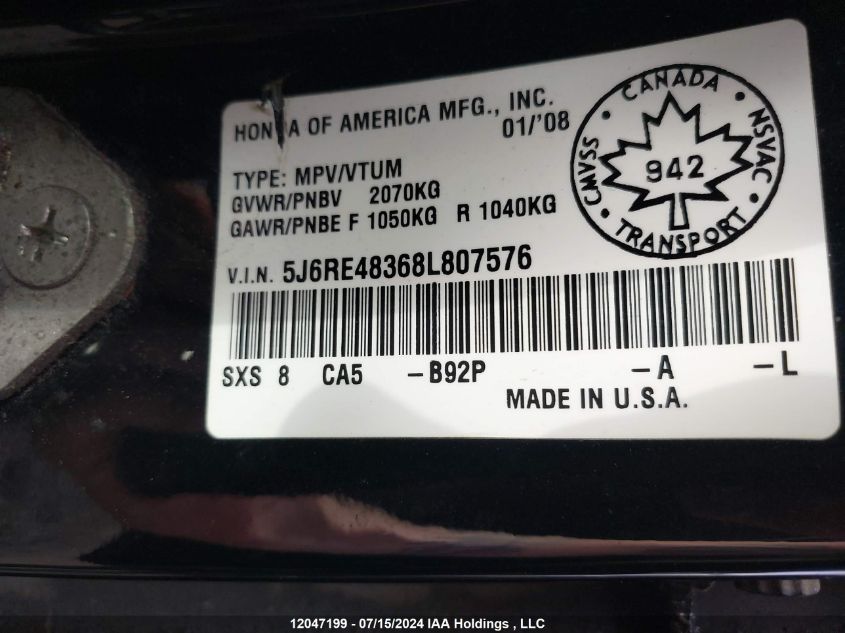 HONDA OF AMERICA MFG., INC.
01/'08
TYPE: MPV/VTUM
GVWR/PNBV 2070KG
GAWR/PNBE F 1050KG R 1040KG
V.I.N. 5J6RE48368L807576
SXS 8 CA5 -B92P -A -L
MADE IN U.S.A.
CANADA
CMVSS
942
NSVAC
TRANSPORT
12047199 - 07/15/2024 IAA Holdings , LLC